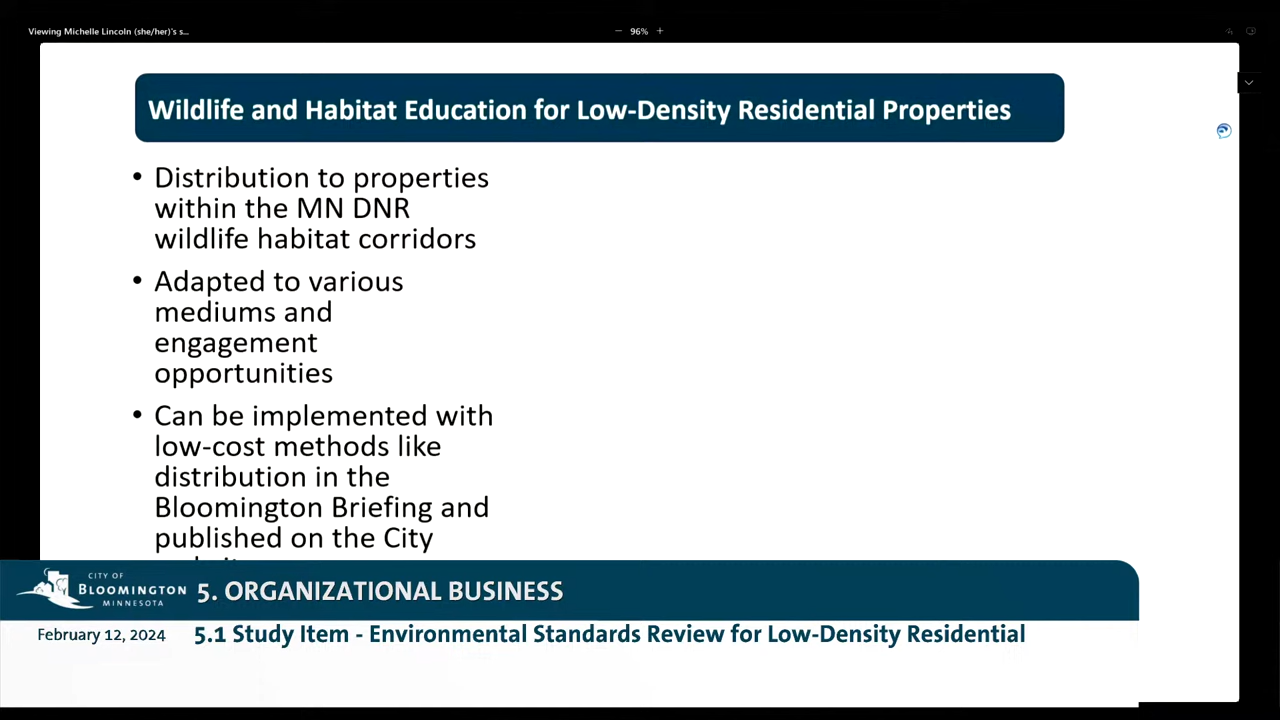 Viewing Michelle Lincoln (she/her)'s s...
− 96% +
Wildlife and Habitat Education for Low-Density Residential Properties
• Distribution to properties
within the MN DNR
wildlife habitat corridors
• Adapted to various
mediums and
engagement
opportunities
• Can be implemented with
low-cost methods like
distribution in the
Bloomington Briefing and
published on the City
CITY OF
BLOOMINGTON
MINNESOTA
5. ORGANIZATIONAL BUSINESS
February 12, 2024
5.1 Study Item - Environmental Standards Review for Low-Density Residential